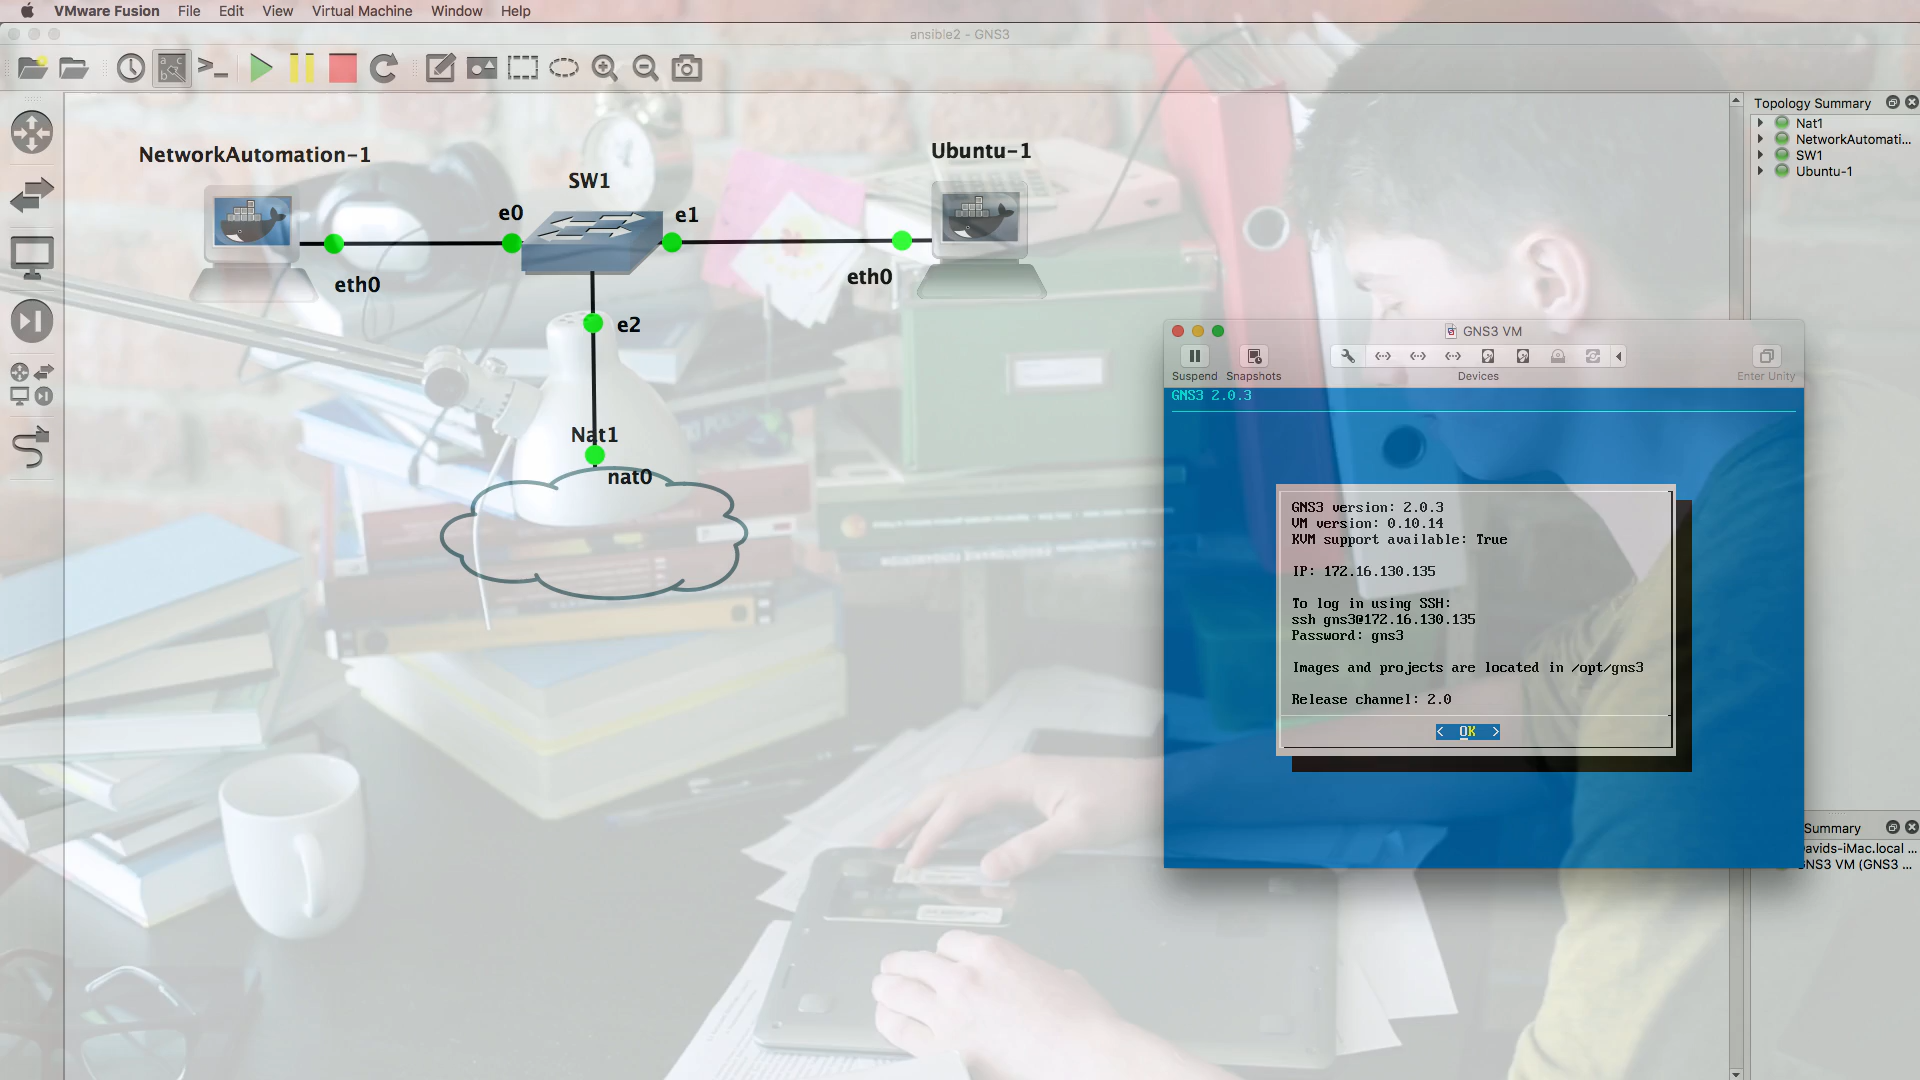 VMware Fusion File Edit View Virtual Machine Window Help
ansible2 - GNS3
NetworkAutomation-1
SW1
Ubuntu-1
e0
e1
eth0
eth0
e2
Nat1
nat0
Topology Summary
Nat1
NetworkAutomati...
SW1
Ubuntu-1
GNS3 VM
Suspend Snapshots Devices Enter Unity
GNS3 2.0.3
GNS3 version: 2.0.3
VM version: 0.10.14
KVM support available: True
IP: 172.16.130.135
To log in using SSH:
ssh gns3@172.16.130.135
Password: gns3
Images and projects are located in /opt/gns3
Release channel: 2.0
< OK >
Summary
avids-iMac.local ...
NS3 VM (GNS3 ...